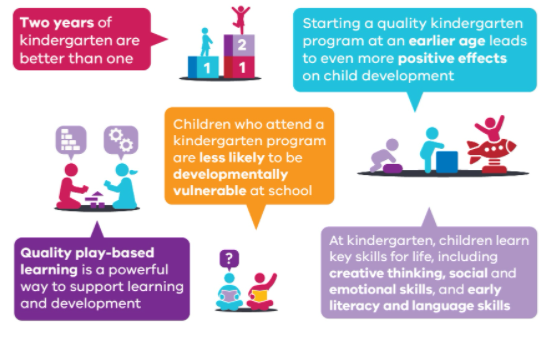 Two years of
kindergarten are
better than one
1
2
1
Starting a quality kindergarten
program at an earlier age leads
to even more positive effects
on child development
Children who attend a
kindergarten program
are less likely to be
developmentally
vulnerable at school
Quality play-based
learning is a powerful
way to support learning
and development
?
At kindergarten, children learn
key skills for life, including
creative thinking, social and
emotional skills, and early
literacy and language skills